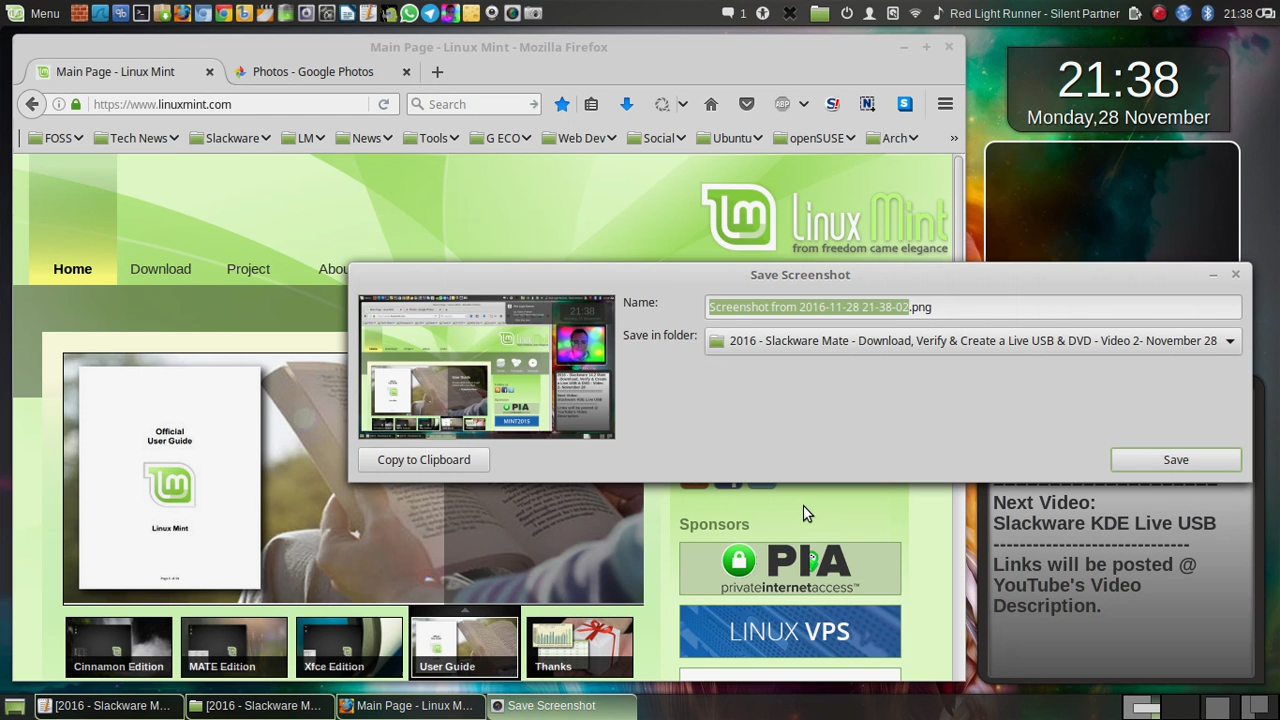 Menu
1
Red Light Runner - Silent Partner
21:38
Main Page - Linux Mint - Mozilla Firefox
Main Page - Linux Mint
Photos - Google Photos
https://www.linuxmint.com
Search
ABP
FOSS
Tech News
Slackware
LM
News
Tools
G ECO
Web Dev
Social
Ubuntu
openSUSE
Arch
»
21:38
Monday,28 November
Linux Mint
from freedom came elegance
Home
Download
Project
Abou
Save Screenshot
Name:
Screenshot from 2016-11-28 21-38-02.png
Save in folder:
2016 - Slackware Mate - Download, Verify & Create a Live USB & DVD - Video 2- November 28
Copy to Clipboard
Save
Official
User Guide
Linux Mint
Sponsors
PIA
privateinternetaccess™
LINUX VPS
Cinnamon Edition
MATE Edition
Xfce Edition
User Guide
Thanks
Next Video:
Slackware KDE Live USB
------------------------------
Links will be posted @
YouTube's Video
Description.
[2016 - Slackware M...
[2016 - Slackware M...
Main Page - Linux M...
Save Screenshot